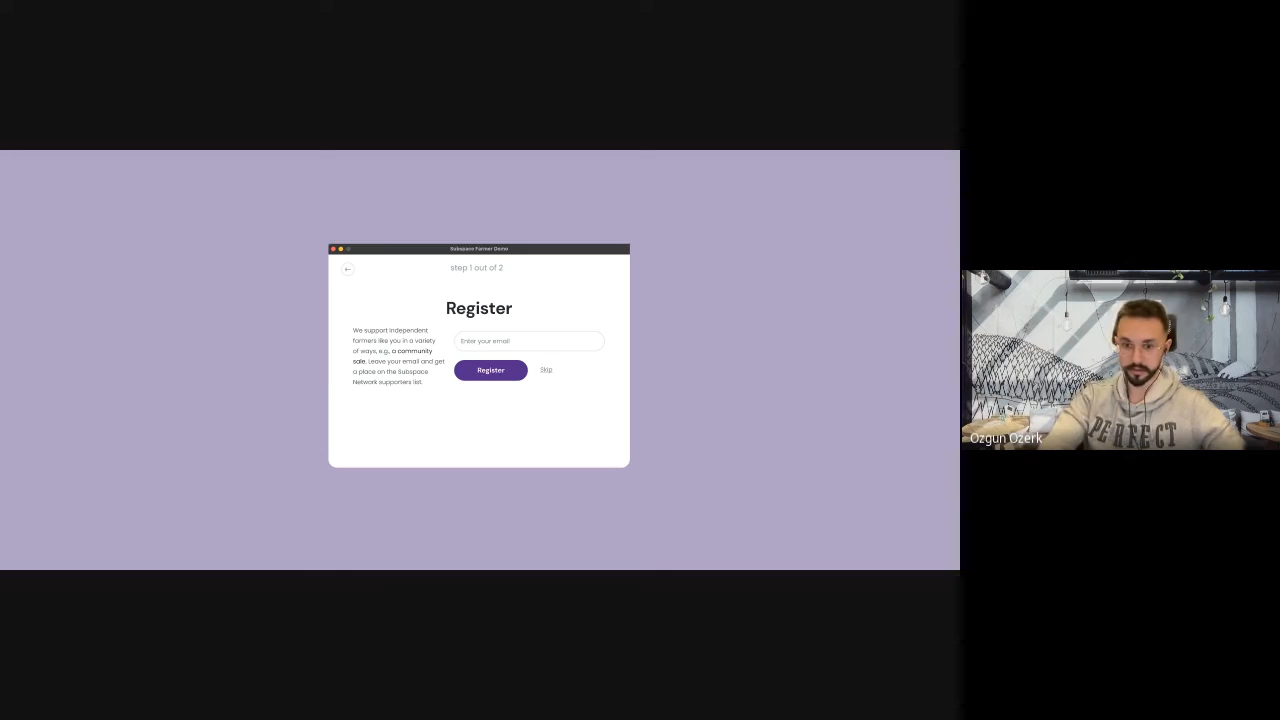 Subspace Farmer Demo
step 1 out of 2
Register
We support independent
farmers like you in a variety
of ways, e.g., a community
sale. Leave your email and get
a place on the Subspace
Network supporters list.
Enter your email
Register
Skip
PERFECT
Ozgun Ozerk